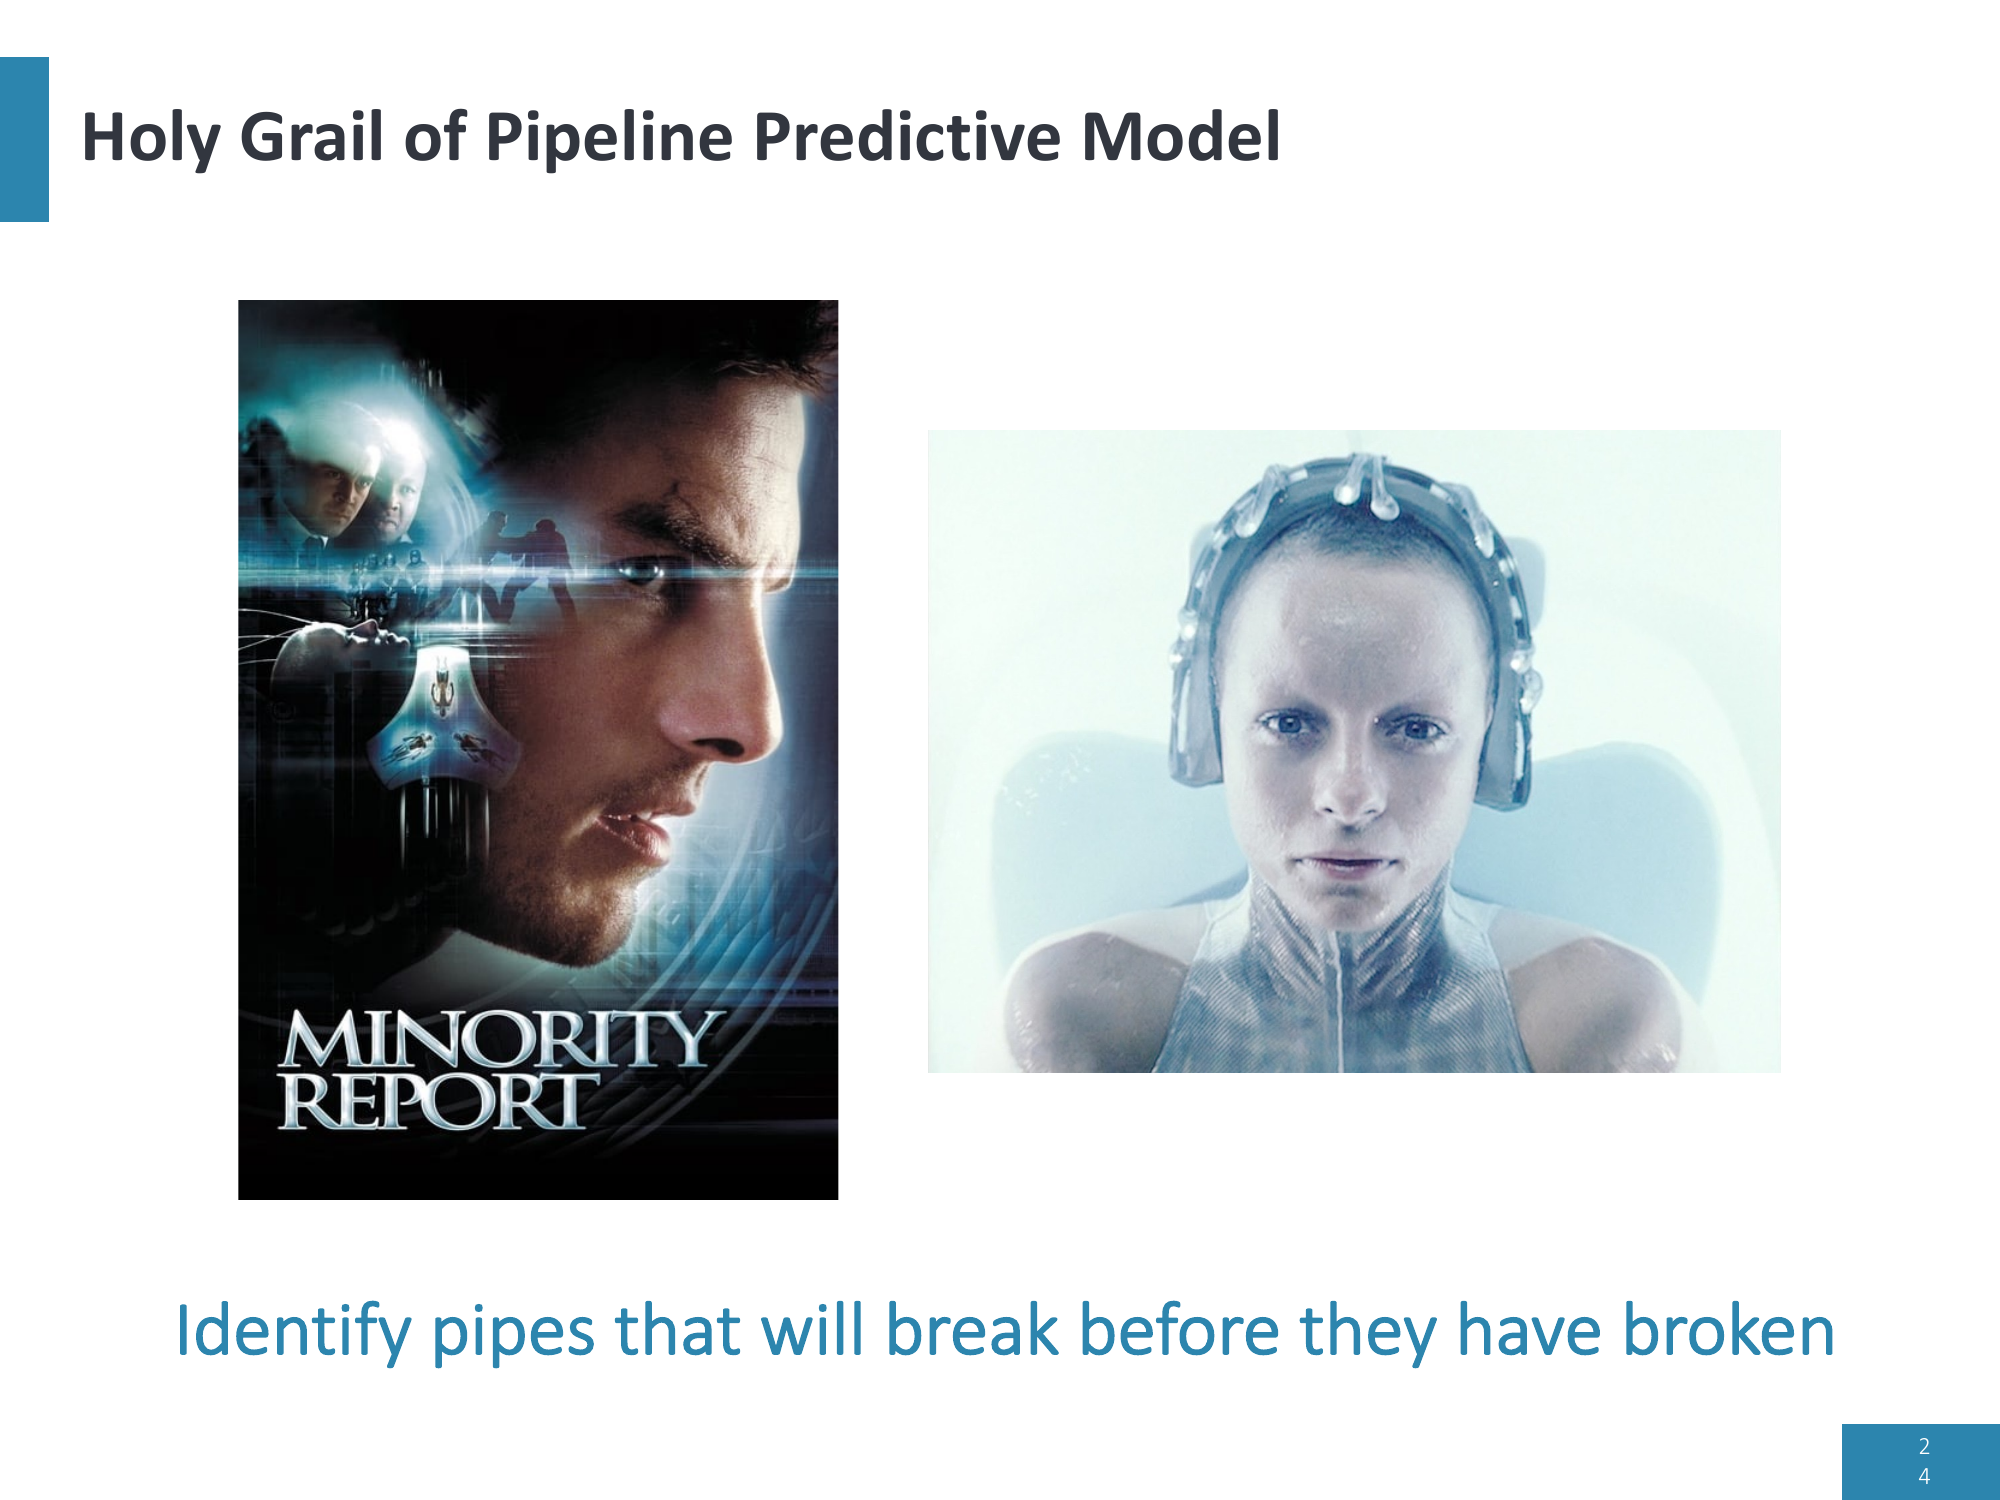 Holy Grail of Pipeline Predictive Model
MINORITY
REPORT
Identify pipes that will break before they have broken
2
4